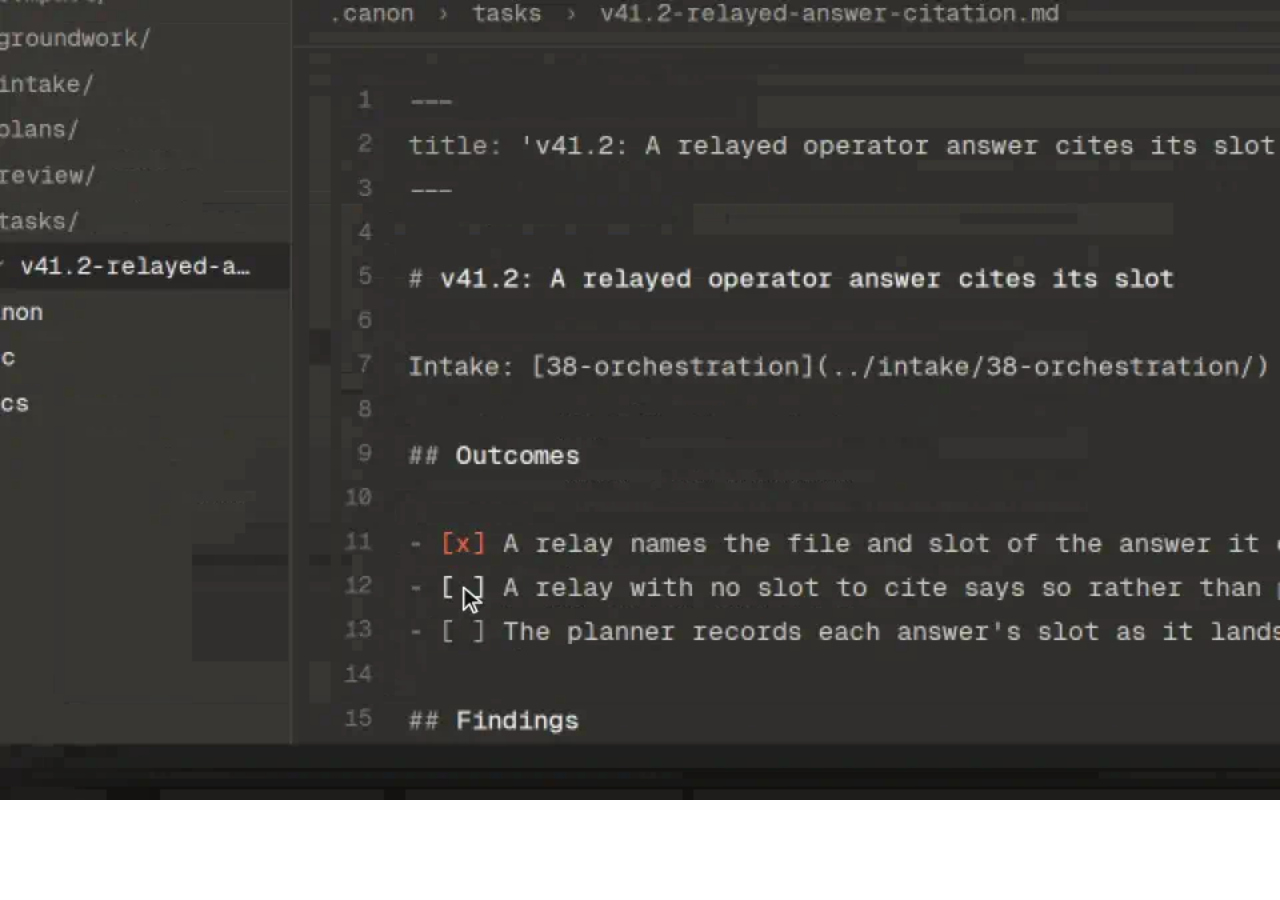 .canon › tasks › v41.2-relayed-answer-citation.md
groundwork/
intake/
plans/
review/
tasks/
v41.2-relayed-a…
non
c
cs
1 ---
2 title: 'v41.2: A relayed operator answer cites its slot
3 ---
4
5 # v41.2: A relayed operator answer cites its slot
6
7 Intake: [38-orchestration](../intake/38-orchestration/)
8
9 ## Outcomes
10
11 - [x] A relay names the file and slot of the answer it
12 - [ ] A relay with no slot to cite says so rather than
13 - [ ] The planner records each answer's slot as it lands
14
15 ## Findings